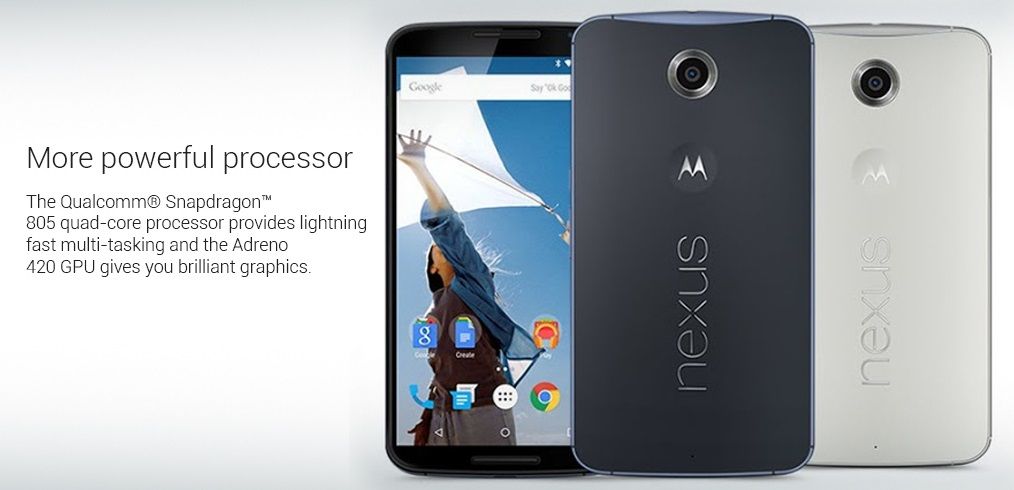 More powerful processor
The Qualcomm® Snapdragon™
805 quad-core processor provides lightning
fast multi-tasking and the Adreno
420 GPU gives you brilliant graphics.
Google
Say "Ok Goo
Google
Create
Play
nexus
nexus